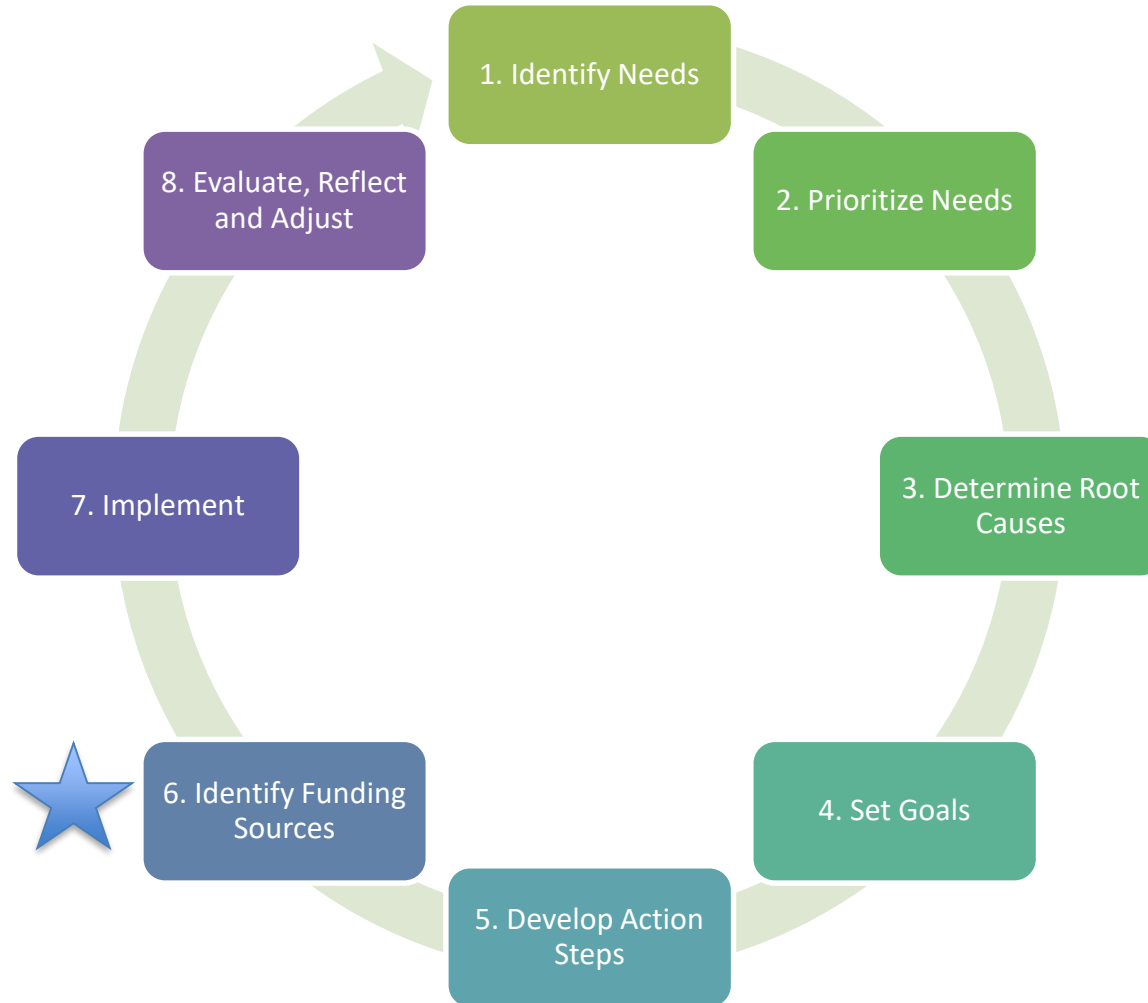 1. Identify Needs
2. Prioritize Needs
3. Determine Root
Causes
4. Set Goals
5. Develop Action
Steps
6. Identify Funding
Sources
7. Implement
8. Evaluate, Reflect
and Adjust